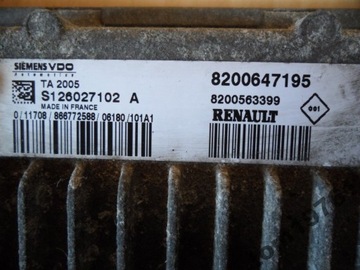 SIEMENS VDO
Automotive
TA 2005
S126027102 A
MADE IN FRANCE
0/11708/866772588/06180/101A1
8200647195
8200563399
RENAULT
001